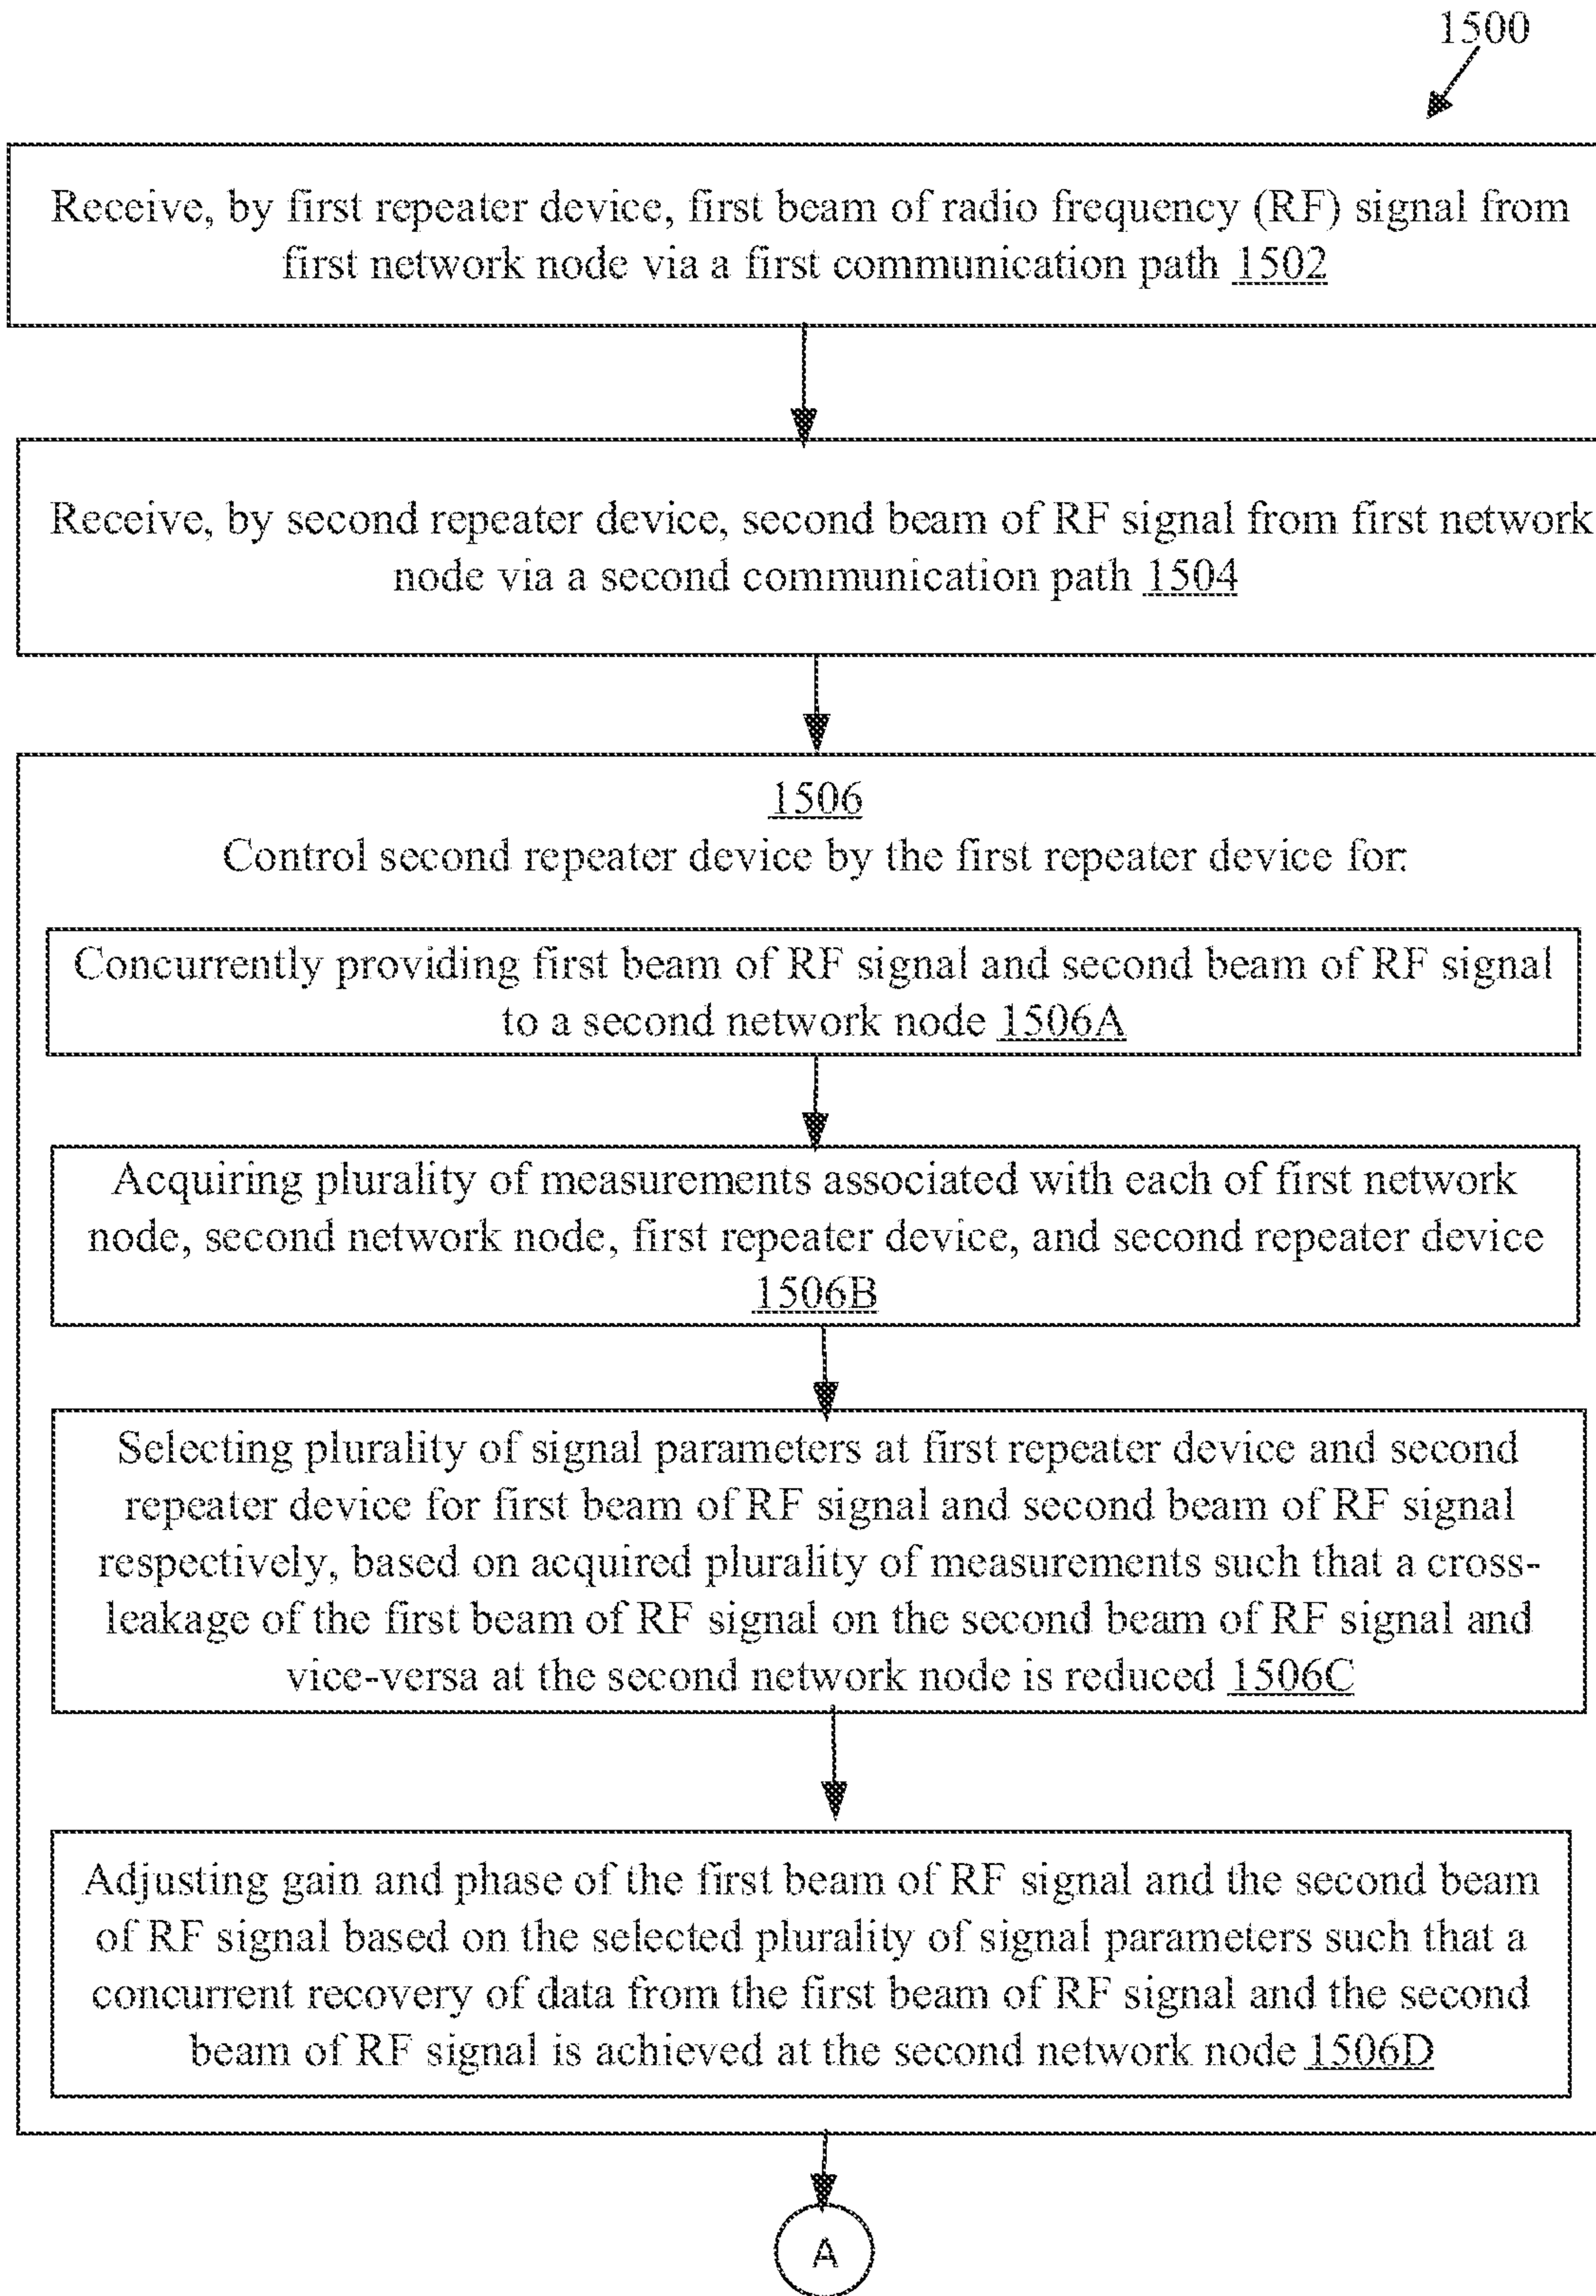 1500
Receive, by first repeater device, first beam of radio frequency (RF) signal from
first network node via a first communication path 1502
Receive, by second repeater device, second beam of RF signal from first network
node via a second communication path 1504
1506
Control second repeater device by the first repeater device for:
Concurrently providing first beam of RF signal and second beam of RF signal
to a second network node 1506A
Acquiring plurality of measurements associated with each of first network
node, second network node, first repeater device, and second repeater device
1506B
Selecting plurality of signal parameters at first repeater device and second
repeater device for first beam of RF signal and second beam of RF signal
respectively, based on acquired plurality of measurements such that a cross-
leakage of the first beam of RF signal on the second beam of RF signal and
vice-versa at the second network node is reduced 1506C
Adjusting gain and phase of the first beam of RF signal and the second beam
of RF signal based on the selected plurality of signal parameters such that a
concurrent recovery of data from the first beam of RF signal and the second
beam of RF signal is achieved at the second network node 1506D
A